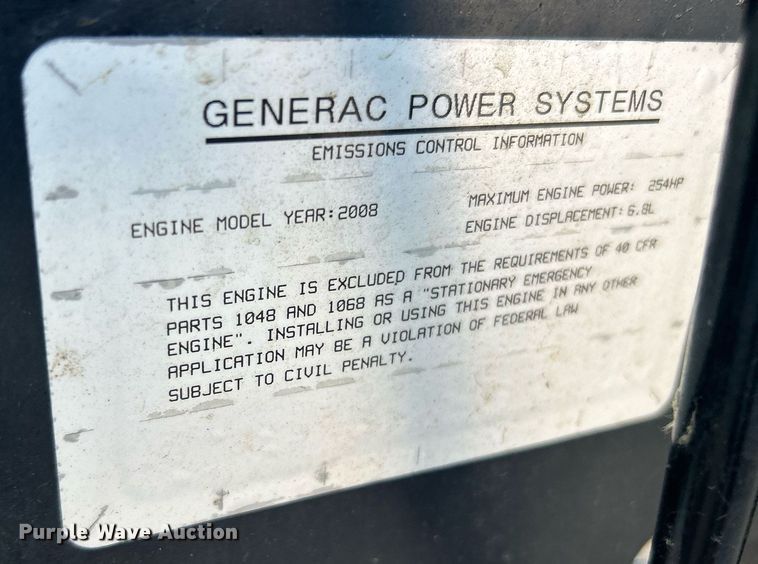 GENERAC POWER SYSTEMS
EMISSIONS CONTROL INFORMATION
ENGINE MODEL YEAR:2008
MAXIMUM ENGINE POWER: 254HP
ENGINE DISPLACEMENT:6.8L
THIS ENGINE IS EXCLUDED FROM THE REQUIREMENTS OF 40 CFR
PARTS 1048 AND 1068 AS A "STATIONARY EMERGENCY
ENGINE". INSTALLING OR USING THIS ENGINE IN ANY OTHER
APPLICATION MAY BE A VIOLATION OF FEDERAL LAW
SUBJECT TO CIVIL PENALTY.
Purple Wave Auction